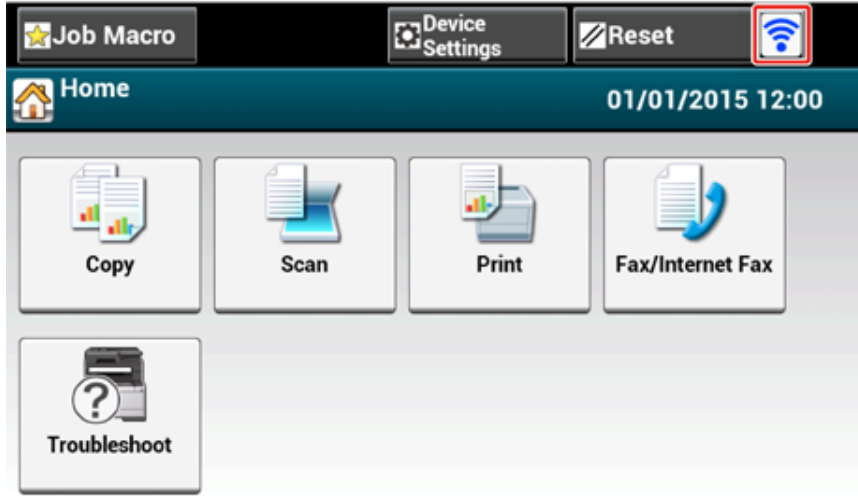 Job Macro
Device
Settings
Reset
Home
01/01/2015 12:00
Copy
Scan
Print
Fax/Internet Fax
?
Troubleshoot